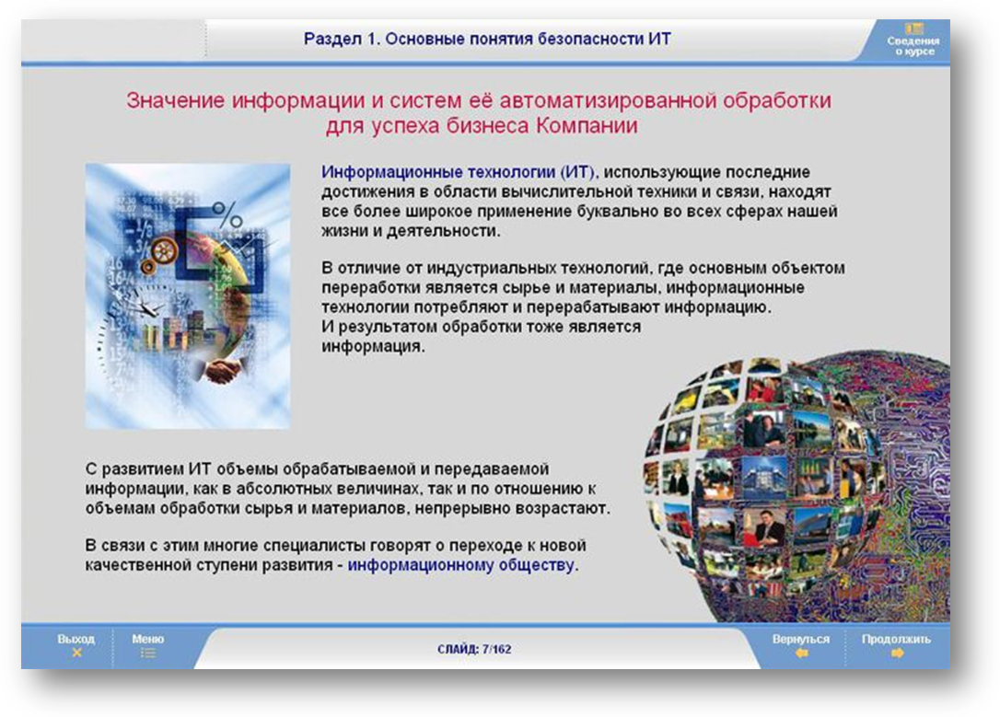 Раздел 1. Основные понятия безопасности ИТ
Сведения
о курсе
Значение информации и систем её автоматизированной обработки
для успеха бизнеса Компании
Информационные технологии (ИТ), использующие последние
достижения в области вычислительной техники и связи, находят
все более широкое применение буквально во всех сферах нашей
жизни и деятельности.
В отличие от индустриальных технологий, где основным объектом
переработки является сырье и материалы, информационные
технологии потребляют и перерабатывают информацию.
И результатом обработки тоже является
информация.
С развитием ИТ объемы обрабатываемой и передаваемой
информации, как в абсолютных величинах, так и по отношению к
объемам обработки сырья и материалов, непрерывно возрастают.
В связи с этим многие специалисты говорят о переходе к новой
качественной ступени развития - информационному обществу.
Выход
Меню
СЛАЙД: 7/162
Вернуться
Продолжить